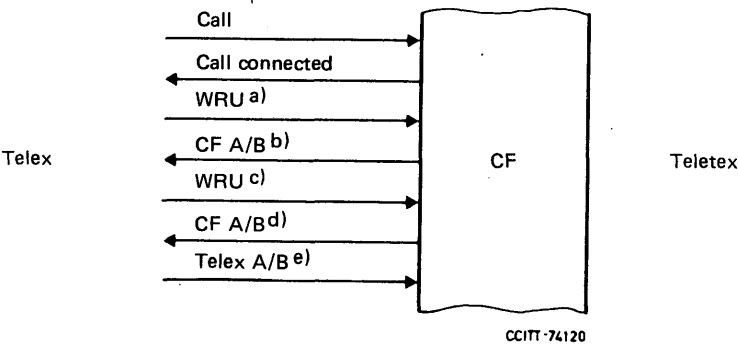 Call
Call connected
WRU a)
CF A/B b)
Telex
CF
Teletex
WRU c)
CF A/B d)
Telex A/B e)
CCITT-74120